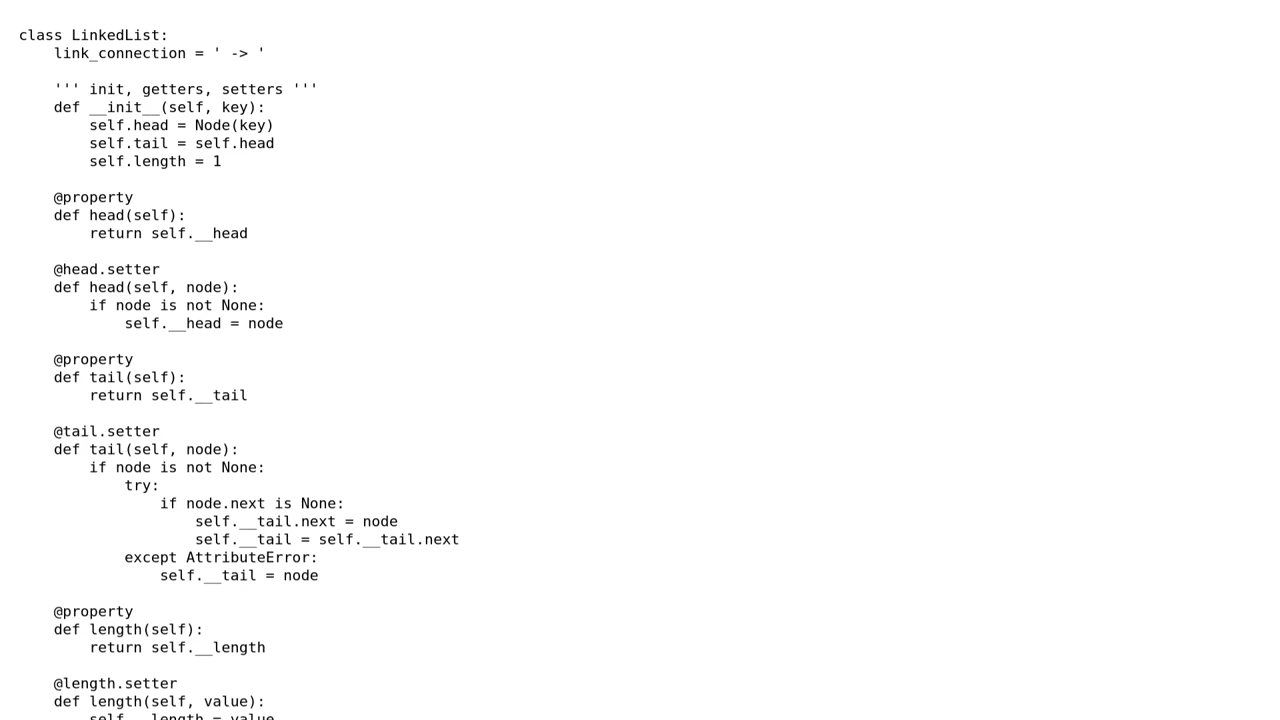 class LinkedList:
    link_connection = ' -> '

    ''' init, getters, setters '''
    def __init__(self, key):
        self.head = Node(key)
        self.tail = self.head
        self.length = 1

    @property
    def head(self):
        return self.__head

    @head.setter
    def head(self, node):
        if node is not None:
            self.__head = node

    @property
    def tail(self):
        return self.__tail

    @tail.setter
    def tail(self, node):
        if node is not None:
            try:
                if node.next is None:
                    self.__tail.next = node
                    self.__tail = self.__tail.next
            except AttributeError:
                self.__tail = node

    @property
    def length(self):
        return self.__length

    @length.setter
    def length(self, value):
        self.__length = value